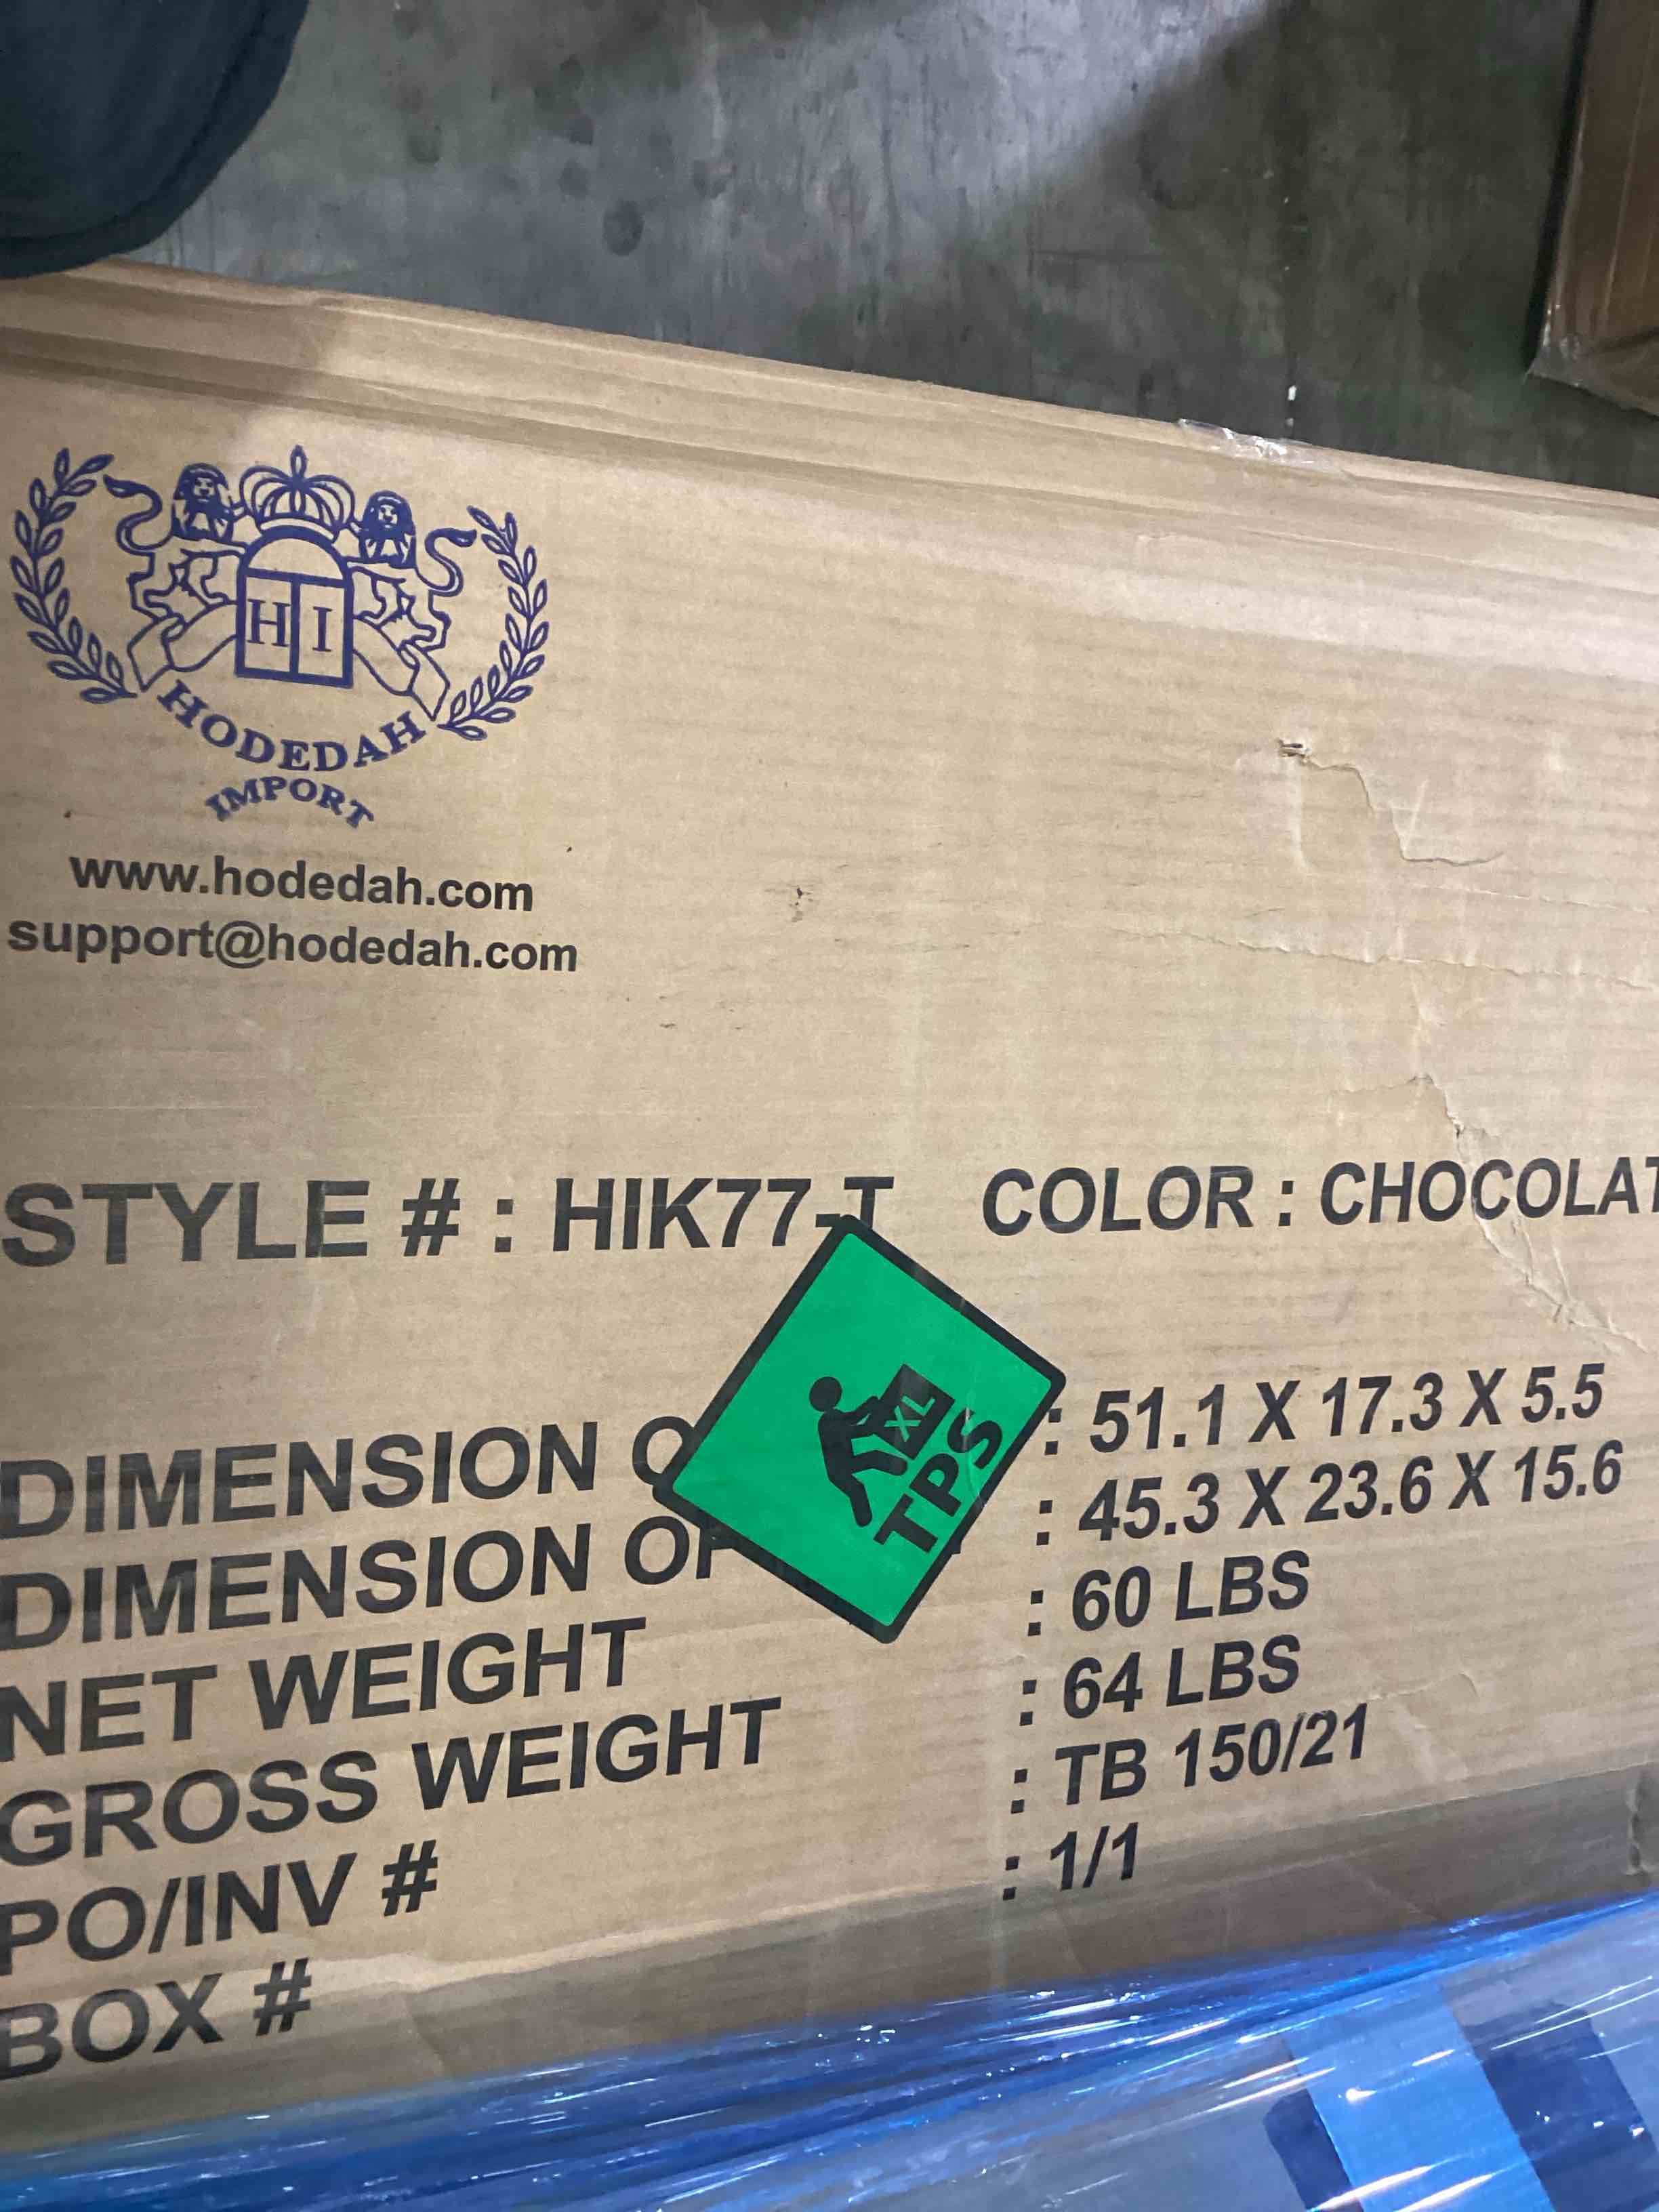 H I
HODEDAH
IMPORT
www.hodedah.com
support@hodedah.com
STYLE # : HIK77-T COLOR : CHOCOLAT
DIMENSION O : 51.1 X 17.3 X 5.5
DIMENSION OF : 45.3 X 23.6 X 15.6
NET WEIGHT : 60 LBS
GROSS WEIGHT : 64 LBS
PO/INV # : TB 150/21
BOX # : 1/1
XL
TPS